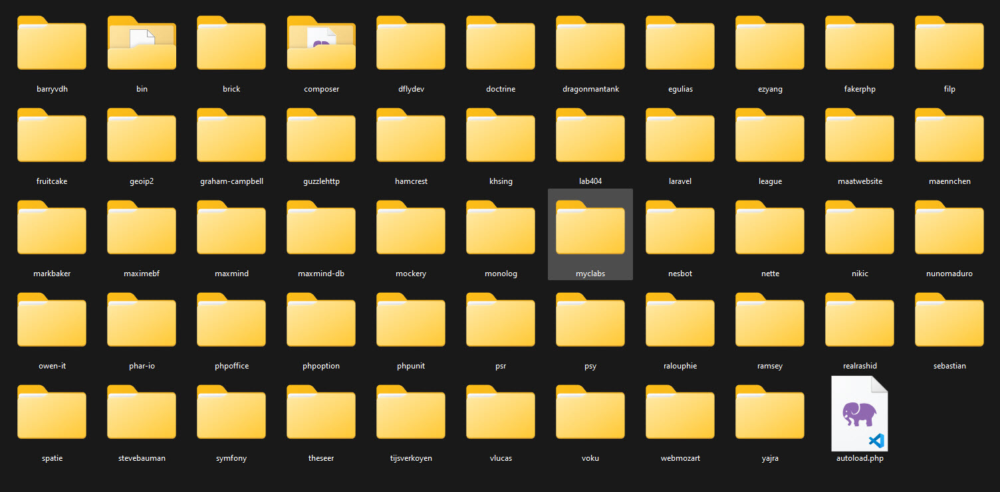 barryvdh
bin
brick
composer
dflydev
doctrine
dragonmantank
egulias
ezyang
fakerphp
filp
fruitcake
geoip2
graham-campbell
guzzlehttp
hamcrest
khsing
lab404
laravel
league
maatwebsite
maennchen
markbaker
maximebf
maxmind
maxmind-db
mockery
monolog
myclabs
nesbot
nette
nikic
nunomaduro
owen-it
phar-io
phpoffice
phpoption
phpunit
psr
psy
ralouphie
ramsey
realrashid
sebastian
spatie
stevebauman
symfony
theseer
tijsverkoyen
vlucas
voku
webmozart
yajra
autoload.php